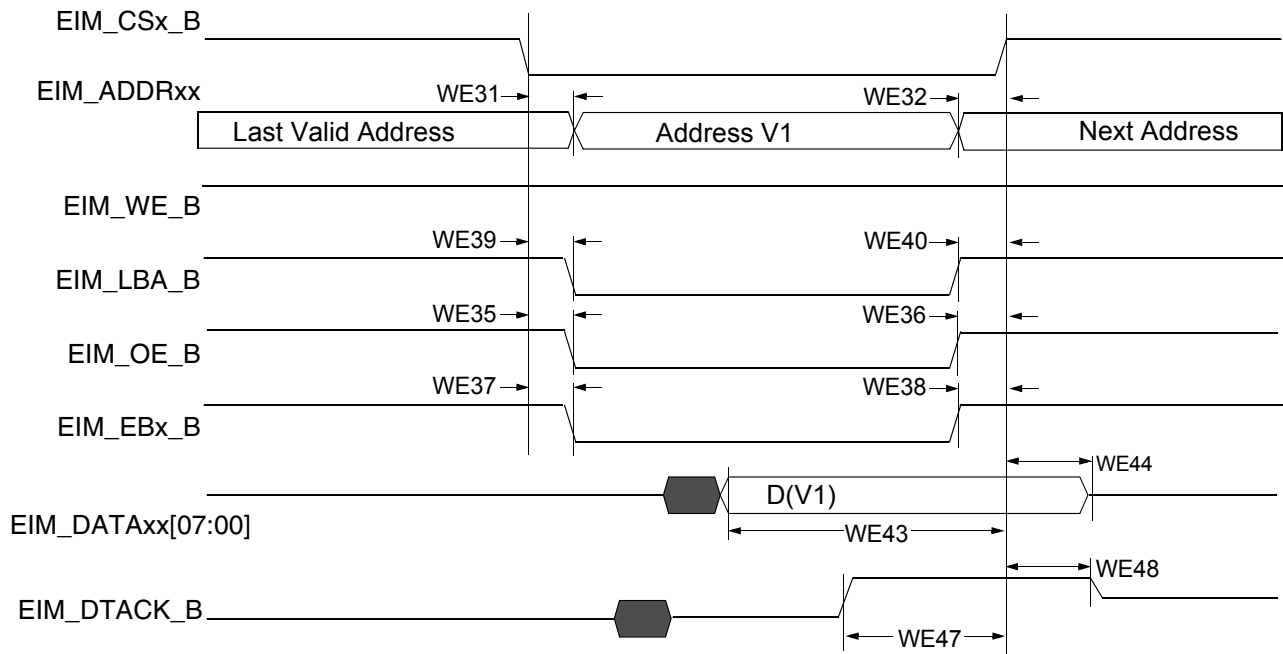 EIM_CSx_B
EIM_ADDRxx
WE31
WE32
Last Valid Address
Address V1
Next Address
EIM_WE_B
WE39
WE40
EIM_LBA_B
WE35
WE36
EIM_OE_B
WE37
WE38
EIM_EBx_B
WE44
D(V1)
EIM_DATAxx[07:00]
WE43
WE48
EIM_DTACK_B
WE47